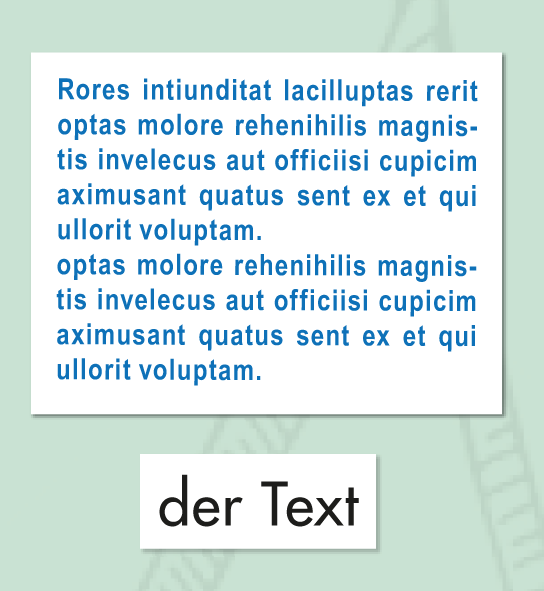 Rores intiunditat lacilluptas rerit
optas molore rehenihilis magnis-
tis invelecus aut officiisi cupicim
aximusant quatus sent ex et qui
ullorit voluptam.
optas molore rehenihilis magnis-
tis invelecus aut officiisi cupicim
aximusant quatus sent ex et qui
ullorit voluptam.
der Text